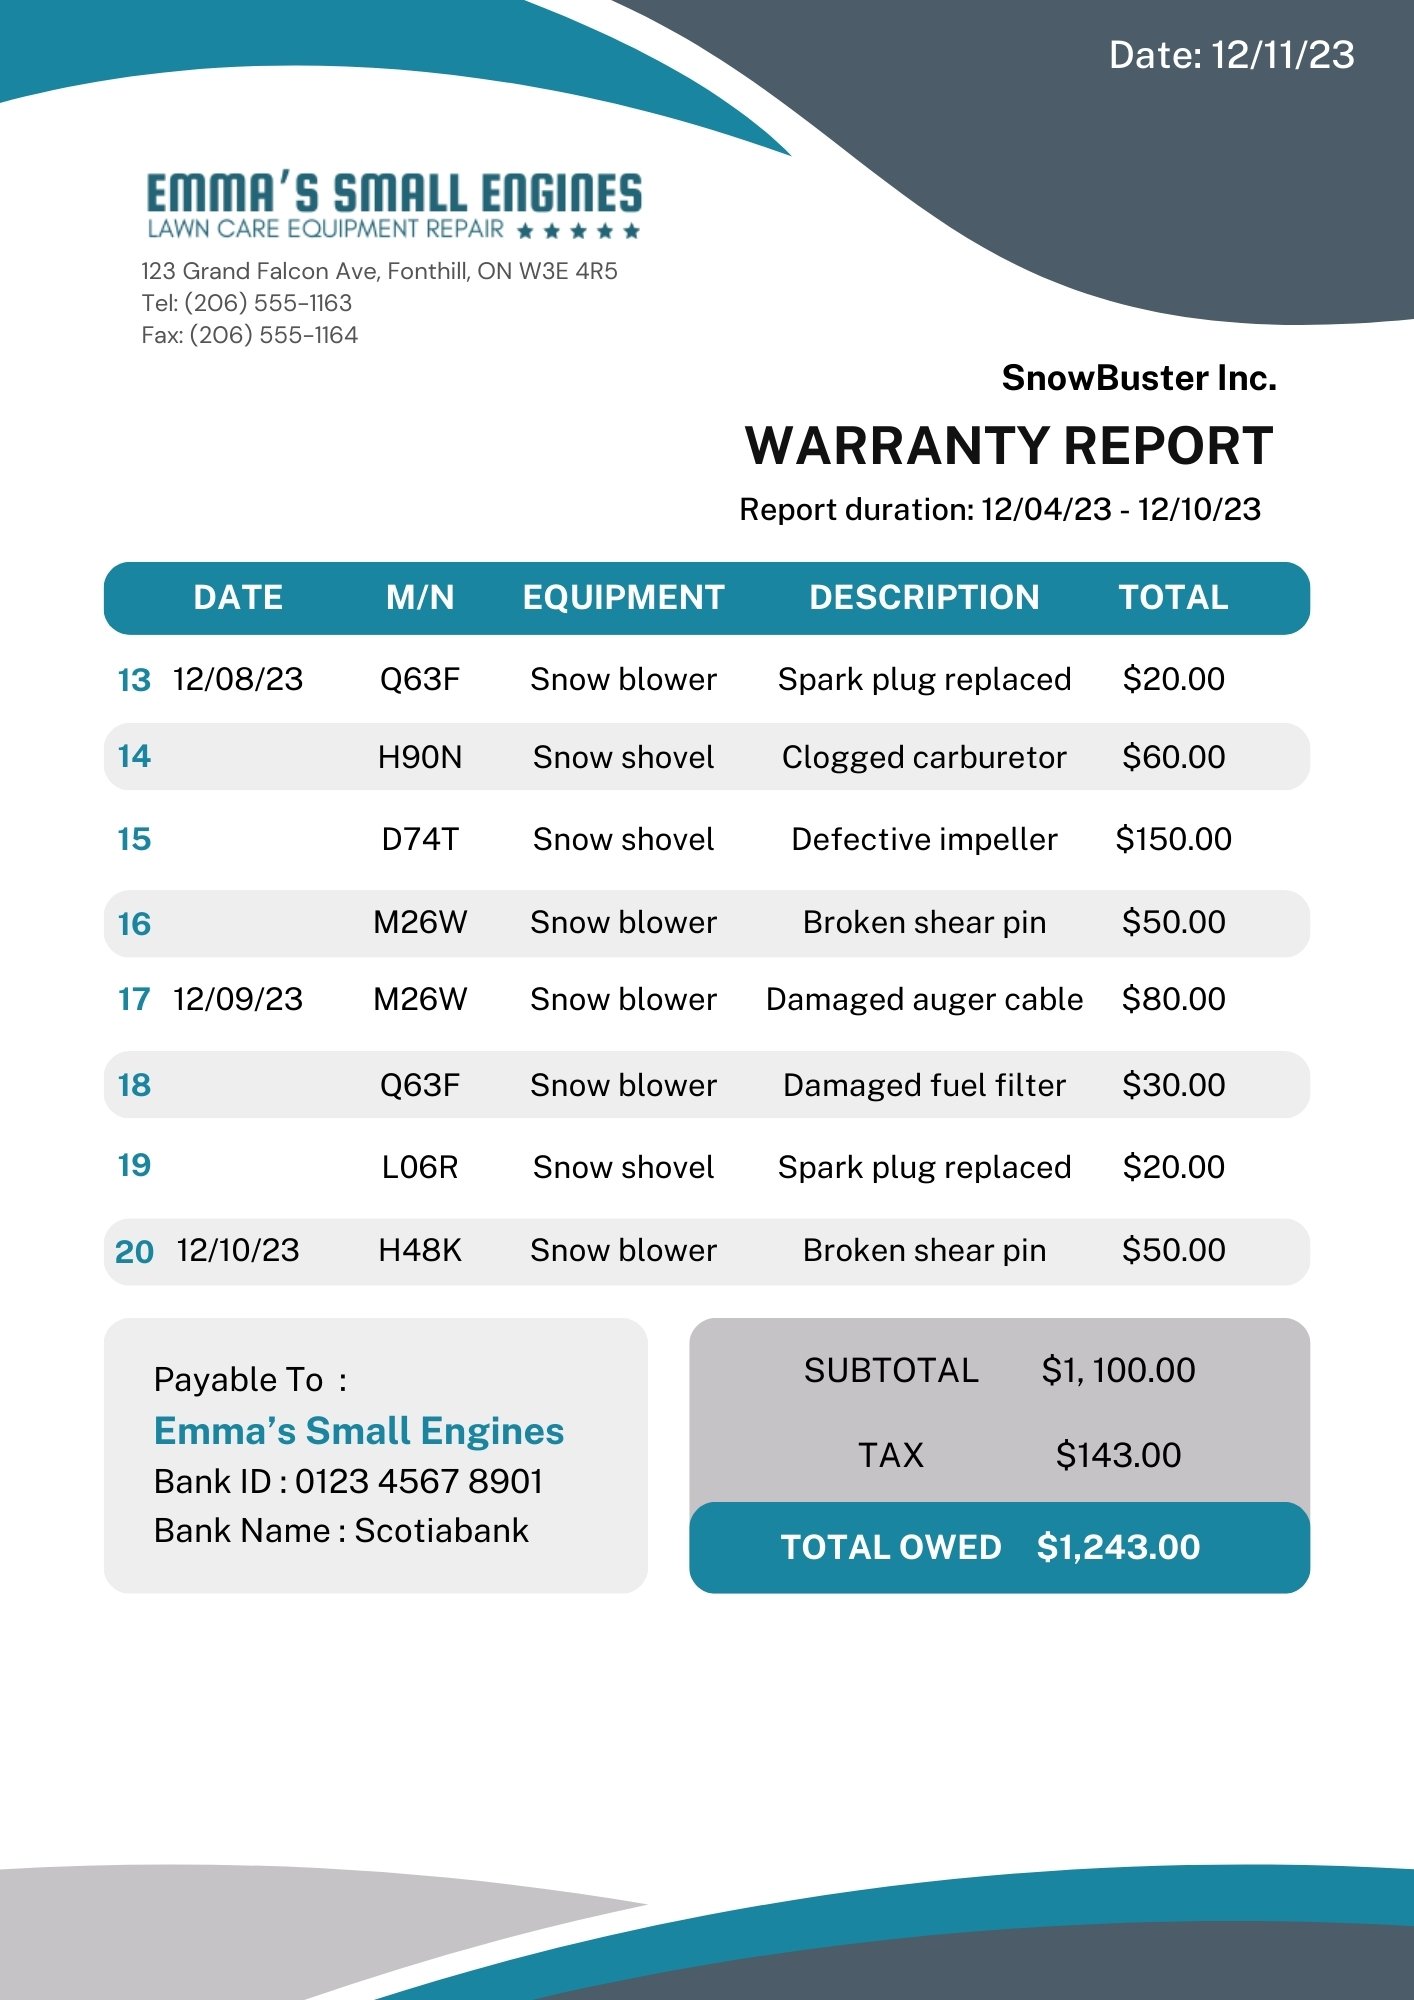 Date: 12/11/23
EMMA'S SMALL ENGINES
LAWN CARE EQUIPMENT REPAIR ★★★★★
123 Grand Falcon Ave, Fonthill, ON W3E 4R5
Tel: (206) 555-1163
Fax: (206) 555-1164
SnowBuster Inc.
WARRANTY REPORT
Report duration: 12/04/23 - 12/10/23
DATE M/N EQUIPMENT DESCRIPTION TOTAL
13 12/08/23 Q63F Snow blower Spark plug replaced $20.00
14 H90N Snow shovel Clogged carburetor $60.00
15 D74T Snow shovel Defective impeller $150.00
16 M26W Snow blower Broken shear pin $50.00
17 12/09/23 M26W Snow blower Damaged auger cable $80.00
18 Q63F Snow blower Damaged fuel filter $30.00
19 L06R Snow shovel Spark plug replaced $20.00
20 12/10/23 H48K Snow blower Broken shear pin $50.00
Payable To :
Emma's Small Engines
Bank ID : 0123 4567 8901
Bank Name : Scotiabank
SUBTOTAL $1, 100.00
TAX $143.00
TOTAL OWED $1,243.00